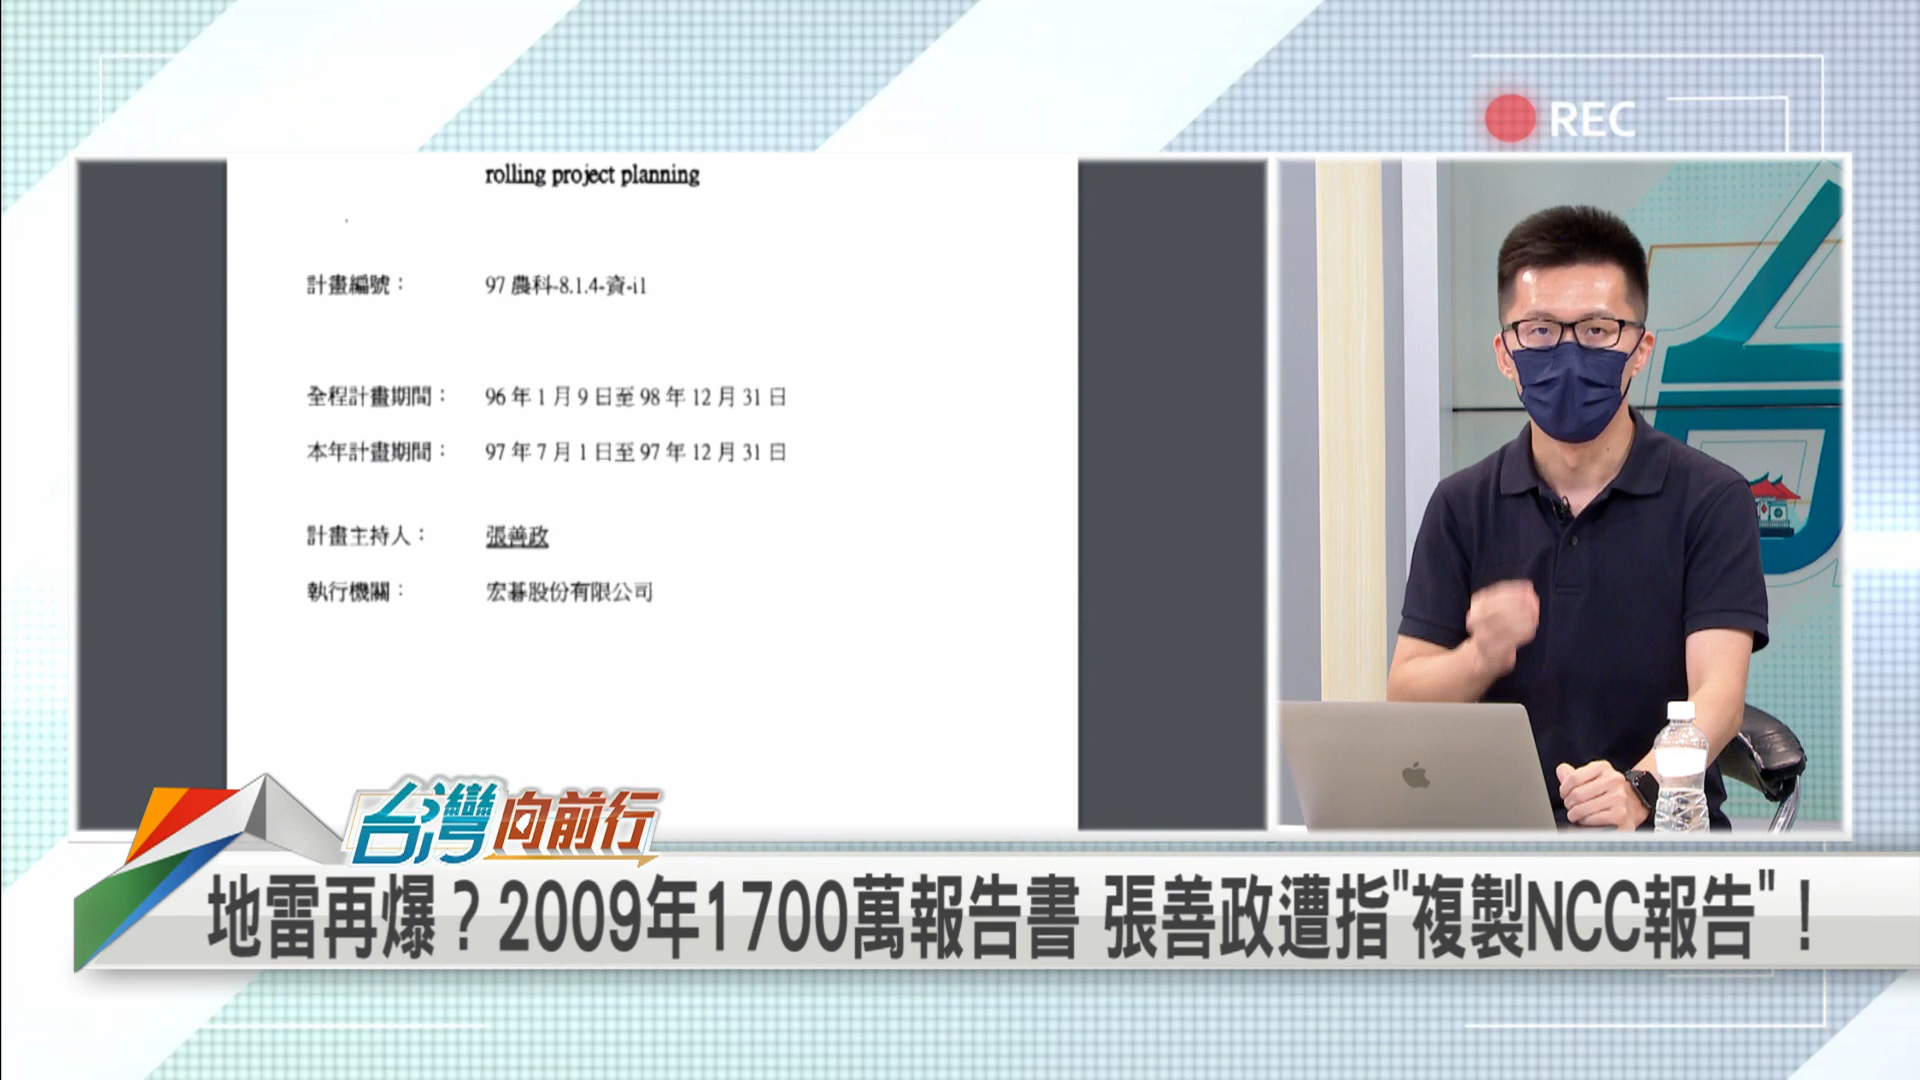 REC
rolling project planning
計畫編號： 97 農科-8.1.4-資-i1
全程計畫期間： 96 年 1 月 9 日至 98 年 12 月 31 日
本年計畫期間： 97 年 7 月 1 日至 97 年 12 月 31 日
計畫主持人： 張善政
執行機關： 宏碁股份有限公司
台灣向前行
地雷再爆？2009年1700萬報告書 張善政遭指"複製NCC報告"！